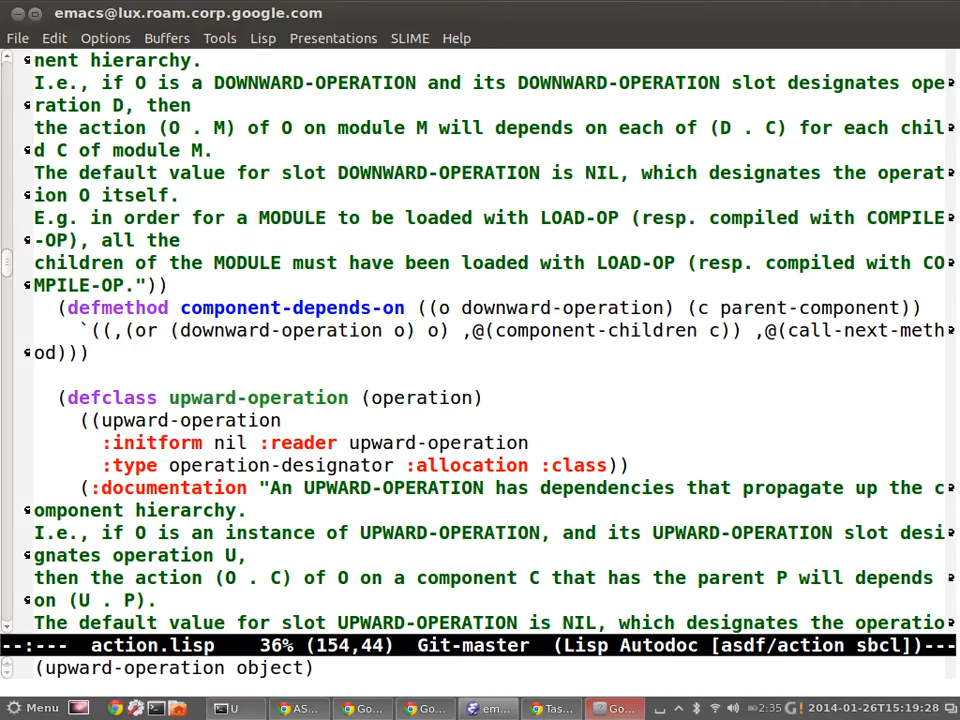 emacs@lux.roam.corp.google.com
File Edit Options Buffers Tools Lisp Presentations SLIME Help
nent hierarchy.
I.e., if O is a DOWNWARD-OPERATION and its DOWNWARD-OPERATION slot designates ope
ration D, then
the action (O . M) of O on module M will depends on each of (D . C) for each chil
d C of module M.
The default value for slot DOWNWARD-OPERATION is NIL, which designates the operat
ion O itself.
E.g. in order for a MODULE to be loaded with LOAD-OP (resp. compiled with COMPILE
-OP), all the
children of the MODULE must have been loaded with LOAD-OP (resp. compiled with CO
MPILE-OP."))
(defmethod component-depends-on ((o downward-operation) (c parent-component))
`((,(or (downward-operation o) o) ,@(component-children c)) ,@(call-next-meth
od)))
(defclass upward-operation (operation)
((upward-operation
:initform nil :reader upward-operation
:type operation-designator :allocation :class))
(:documentation "An UPWARD-OPERATION has dependencies that propagate up the c
omponent hierarchy.
I.e., if O is an instance of UPWARD-OPERATION, and its UPWARD-OPERATION slot desi
gnates operation U,
then the action (O . C) of O on a component C that has the parent P will depends
on (U . P).
The default value for slot UPWARD-OPERATION is NIL, which designates the operatio
--:--- action.lisp 36% (154,44) Git-master (Lisp Autodoc [asdf/action sbcl])---
(upward-operation object)
Menu U AS... Go... Go... em... Tas... Go... 2:35 2014-01-26T15:19:28